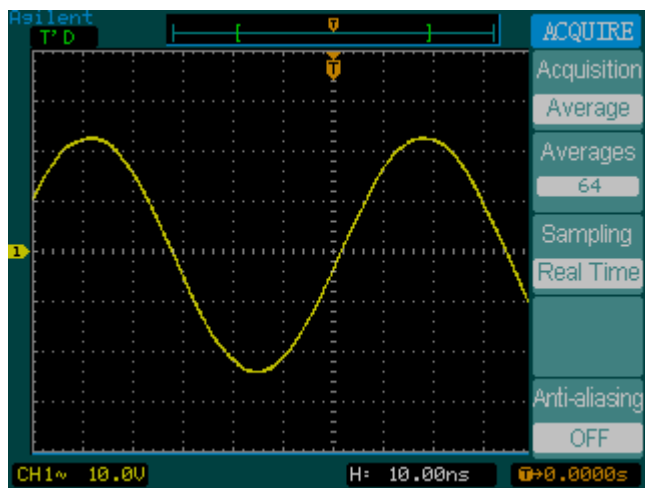 Agilent
T'D
T
T
1
ACQUIRE
Acquisition
Average
Averages
64
Sampling
Real Time
Anti-aliasing
OFF
CH1~ 10.0V
H: 10.00ns
T→0.0000s